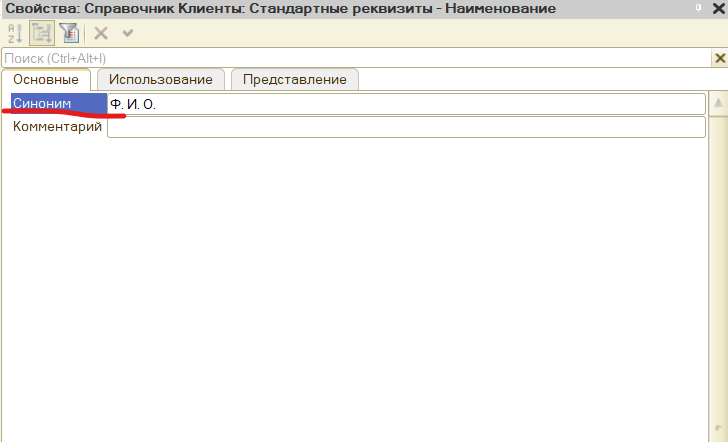 Свойства: Справочник Клиенты: Стандартные реквизиты - Наименование
Поиск (Ctrl+Alt+I)
Основные Использование Представление
Синоним Ф. И. О.
Комментарий